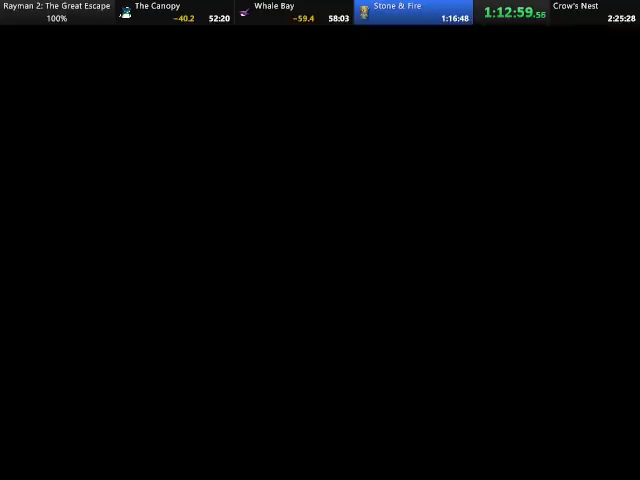 Rayman 2: The Great Escape
100%
The Canopy
−40.2 52:20
Whale Bay
−59.4 58:03
Stone & Fire
1:16:48
1:12:59.56
Crow's Nest
2:25:28